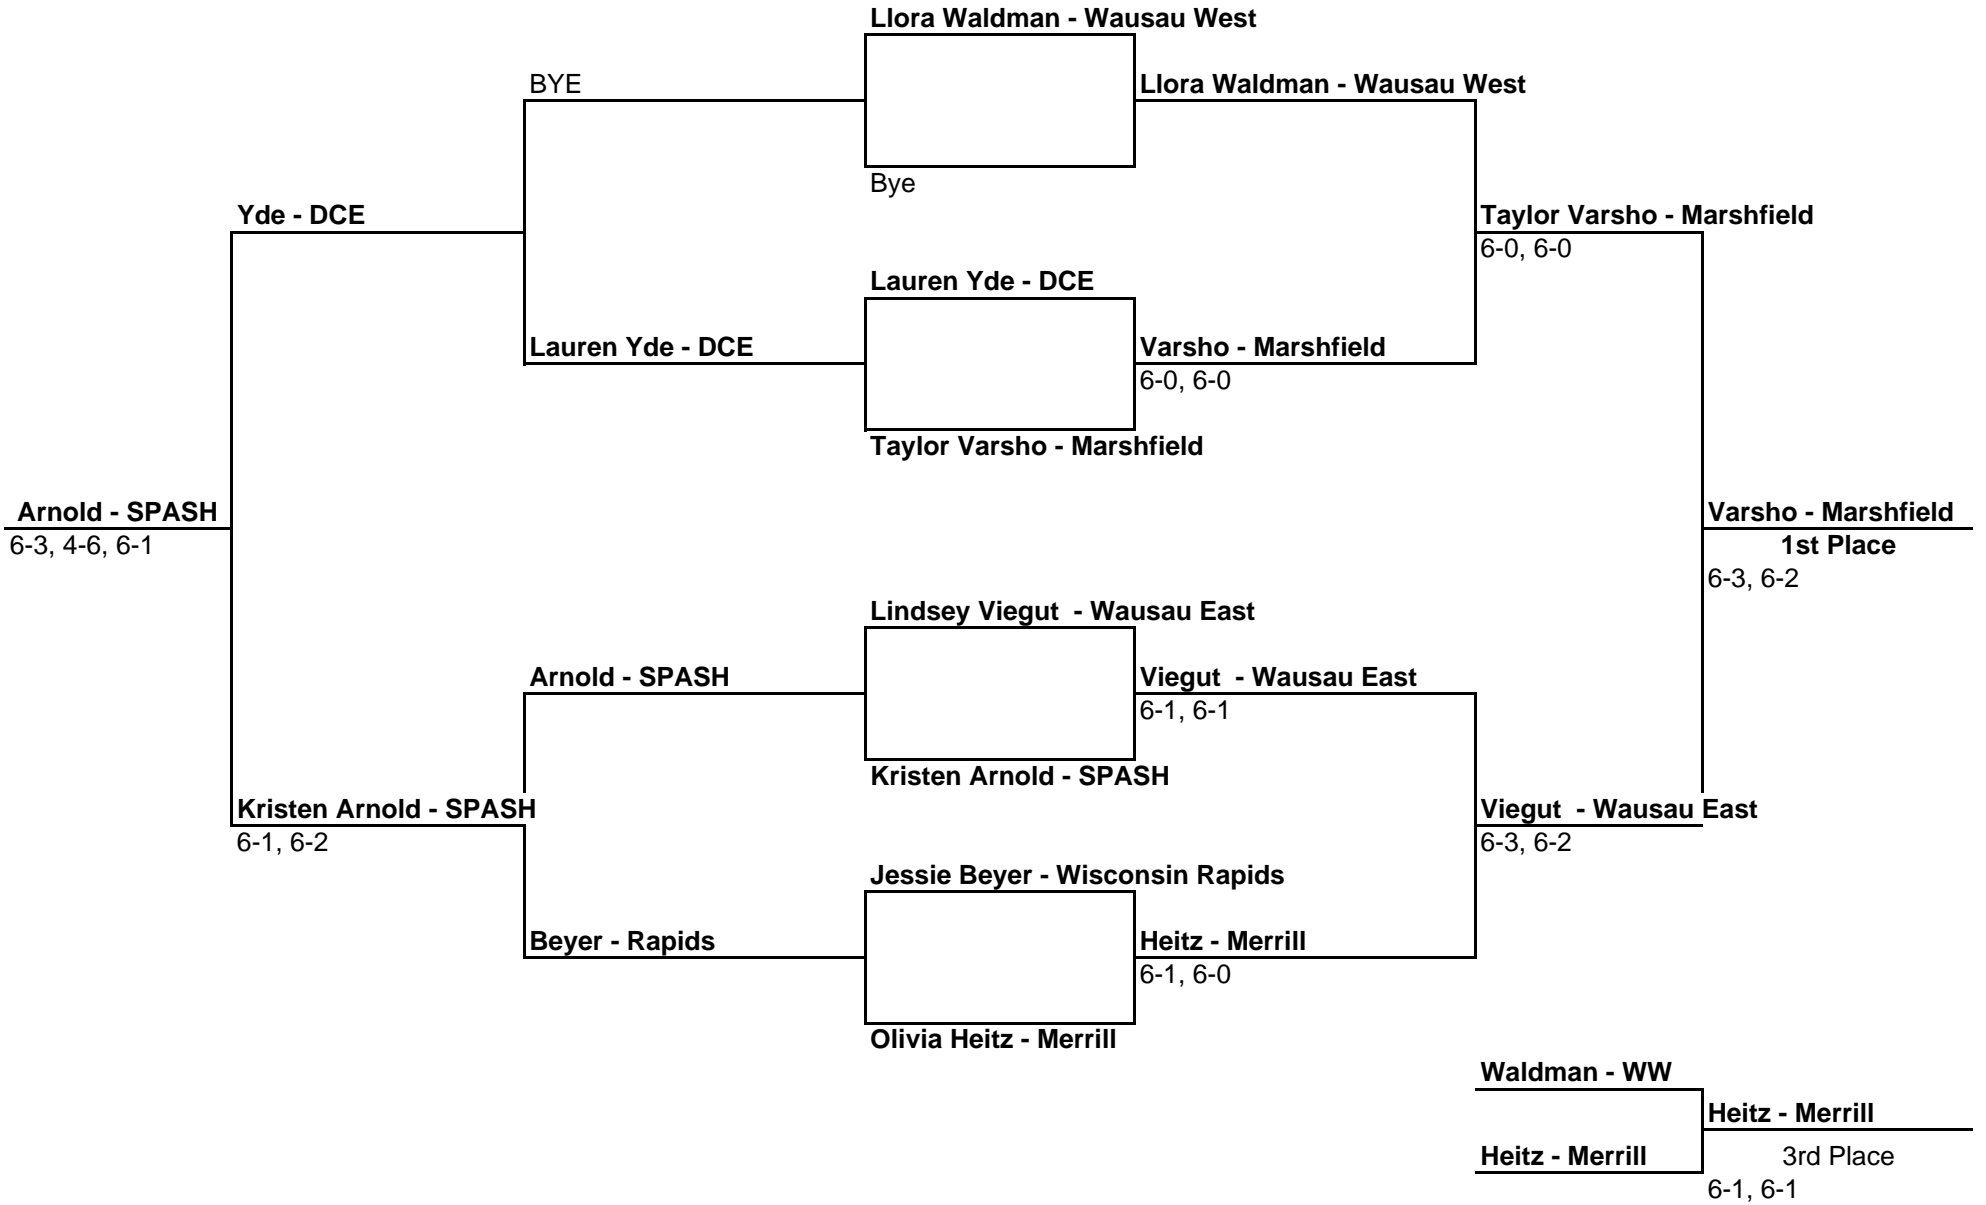 Llora Waldman - Wausau West
BYE
Llora Waldman - Wausau West
Bye
Yde - DCE
Taylor Varsho - Marshfield
6-0, 6-0
Lauren Yde - DCE
Lauren Yde - DCE
Varsho - Marshfield
6-0, 6-0
Taylor Varsho - Marshfield
Arnold - SPASH
Varsho - Marshfield
6-3, 4-6, 6-1
1st Place
6-3, 6-2
Lindsey Viegut  - Wausau East
Arnold - SPASH
Viegut  - Wausau East
6-1, 6-1
Kristen Arnold - SPASH
Kristen Arnold - SPASH
Viegut  - Wausau East
6-1, 6-2
6-3, 6-2
Jessie Beyer - Wisconsin Rapids
Beyer - Rapids
Heitz - Merrill
6-1, 6-0
Olivia Heitz - Merrill
Waldman - WW
Heitz - Merrill
Heitz - Merrill
3rd Place
6-1, 6-1